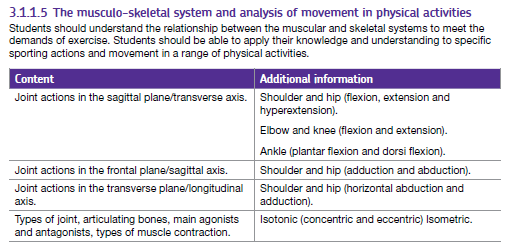 3.1.1.5 The musculo-skeletal system and analysis of movement in physical activities
Students should understand the relationship between the muscular and skeletal systems to meet the
demands of exercise. Students should be able to apply their knowledge and understanding to specific
sporting actions and movement in a range of physical activities.
Content
Additional information
Joint actions in the sagittal plane/transverse axis.
Shoulder and hip (flexion, extension and
hyperextension).
Elbow and knee (flexion and extension).
Ankle (plantar flexion and dorsi flexion).
Joint actions in the frontal plane/sagittal axis.
Shoulder and hip (adduction and abduction).
Joint actions in the transverse plane/longitudinal
axis.
Shoulder and hip (horizontal abduction and
adduction).
Types of joint, articulating bones, main agonists
and antagonists, types of muscle contraction.
Isotonic (concentric and eccentric) Isometric.